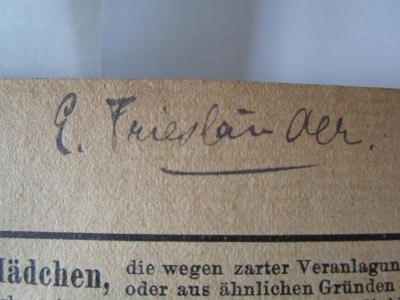 E. Friesländer.
Mädchen, die wegen zarter Veranlagun
oder aus ähnlichen Gründen